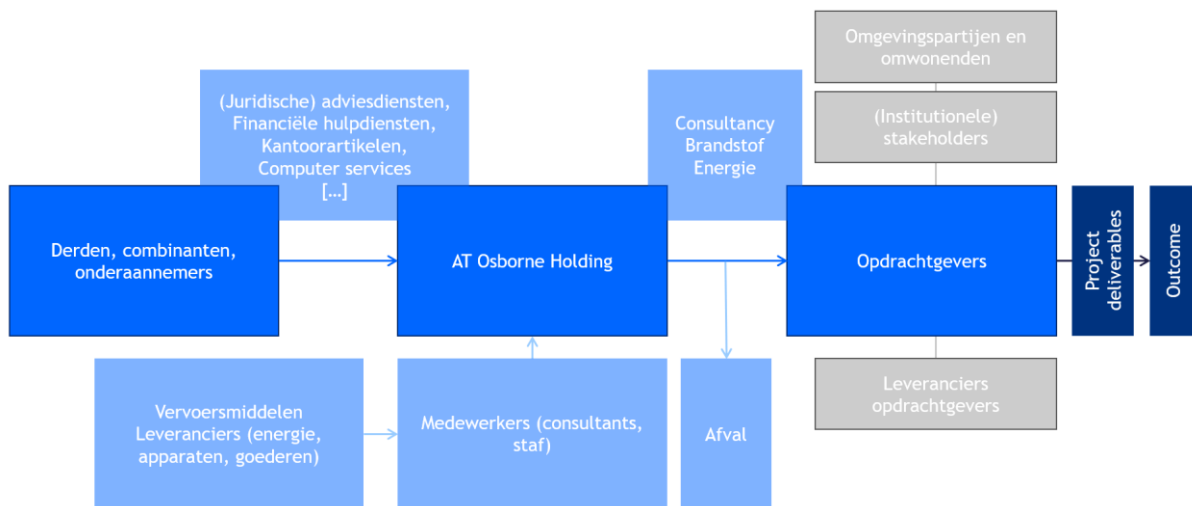 Omgevingspartijen en
omwonenden
(Juridische) adviesdiensten,
Financiële hulpdiensten,
Kantoorartikelen,
Computer services
[...]
Consultancy
Brandstof
Energie
(Institutionele)
stakeholders
Derden, combinanten,
onderaannemers
AT Osborne Holding
Opdrachtgevers
Project
deliverables
Outcome
Vervoersmiddelen
Leveranciers (energie,
apparaten, goederen)
Medewerkers (consultants,
staf)
Afval
Leveranciers
opdrachtgevers